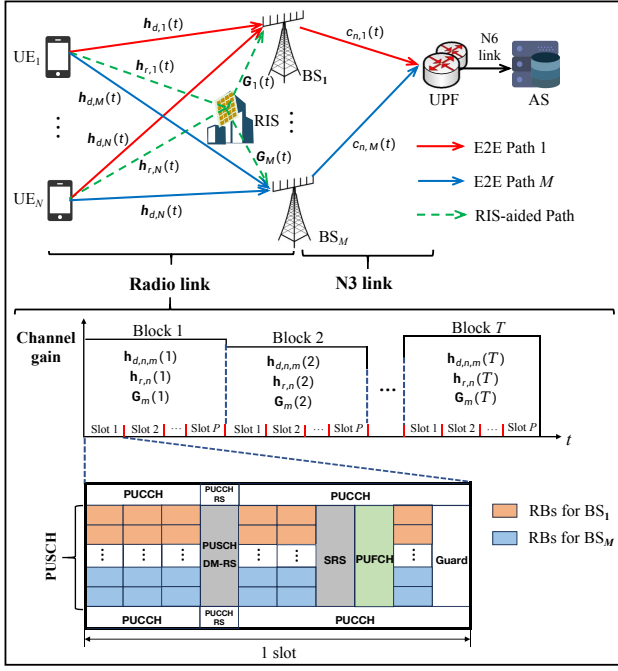 h_{d,1}(t)
c_{n,1}(t)
N6
link
UE_1
h_{r,1}(t)
BS_1
G_1(t)
h_{d,M}(t)
UPF
AS
RIS
h_{d,N}(t)
c_{n,M}(t)
h_{r,N}(t)
G_M(t)
E2E Path 1
E2E Path M
UE_N
h_{d,N}(t)
BS_M
RIS-aided Path
Radio link
N3 link
Channel
gain
Block 1
Block 2
Block T
h_{d,n,m}(1)
h_{r,n}(1)
G_m(1)
h_{d,n,m}(2)
h_{r,n}(2)
G_m(2)
h_{d,n,m}(T)
h_{r,n}(T)
G_m(T)
...
Slot 1 Slot 2 ... Slot P Slot 1 Slot 2 ... Slot P Slot 1 Slot 2 ... Slot P
t
PUCCH
PUCCH
RS
PUCCH
PUSCH
PUSCH
DM-RS
SRS
PUFCH
Guard
RBs for BS_1
RBs for BS_M
PUCCH
PUCCH
RS
PUCCH
1 slot